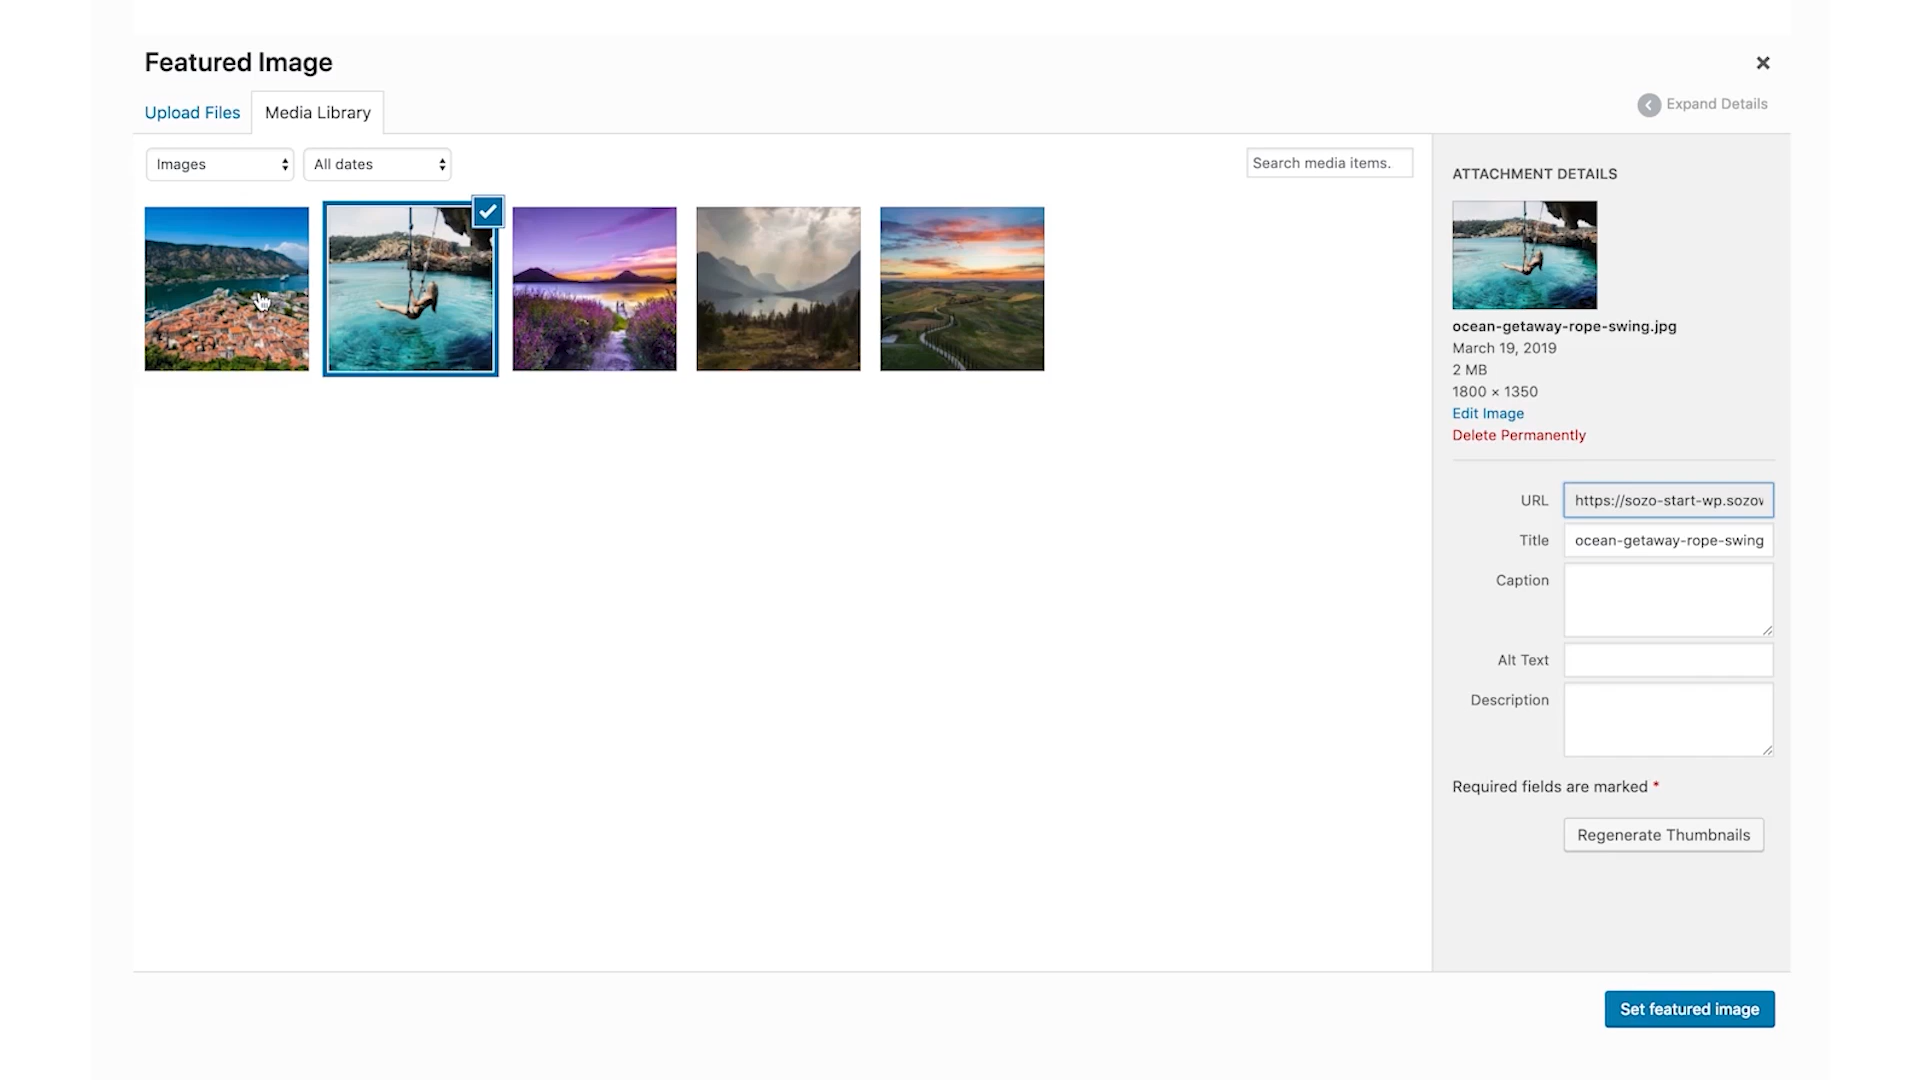 Featured Image
Upload Files
Media Library
Expand Details
Images
All dates
Search media items.
ATTACHMENT DETAILS
ocean-getaway-rope-swing.jpg
March 19, 2019
2 MB
1800 × 1350
Edit Image
Delete Permanently
URL https://sozo-start-wp.sozov
Title ocean-getaway-rope-swing
Caption
Alt Text
Description
Required fields are marked *
Regenerate Thumbnails
Set featured image